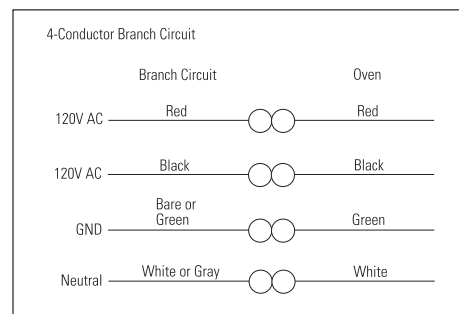 4-Conductor Branch Circuit
Branch Circuit Oven
120V AC Red Red
120V AC Black Black
Bare or
Green
GND Green
Neutral White or Gray White